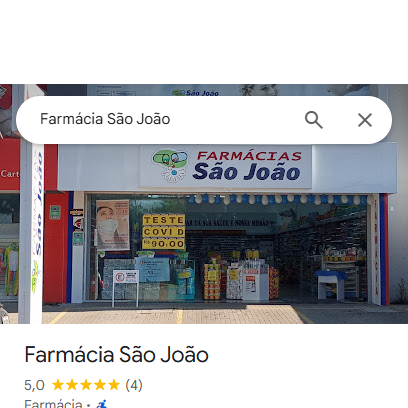 São João
Farmácia São João
Cart
FARMÁCIAS
São João
São João
TESTE
COVID
R$90,00
Farmácia São João
5,0 (4)
Farmácia ·